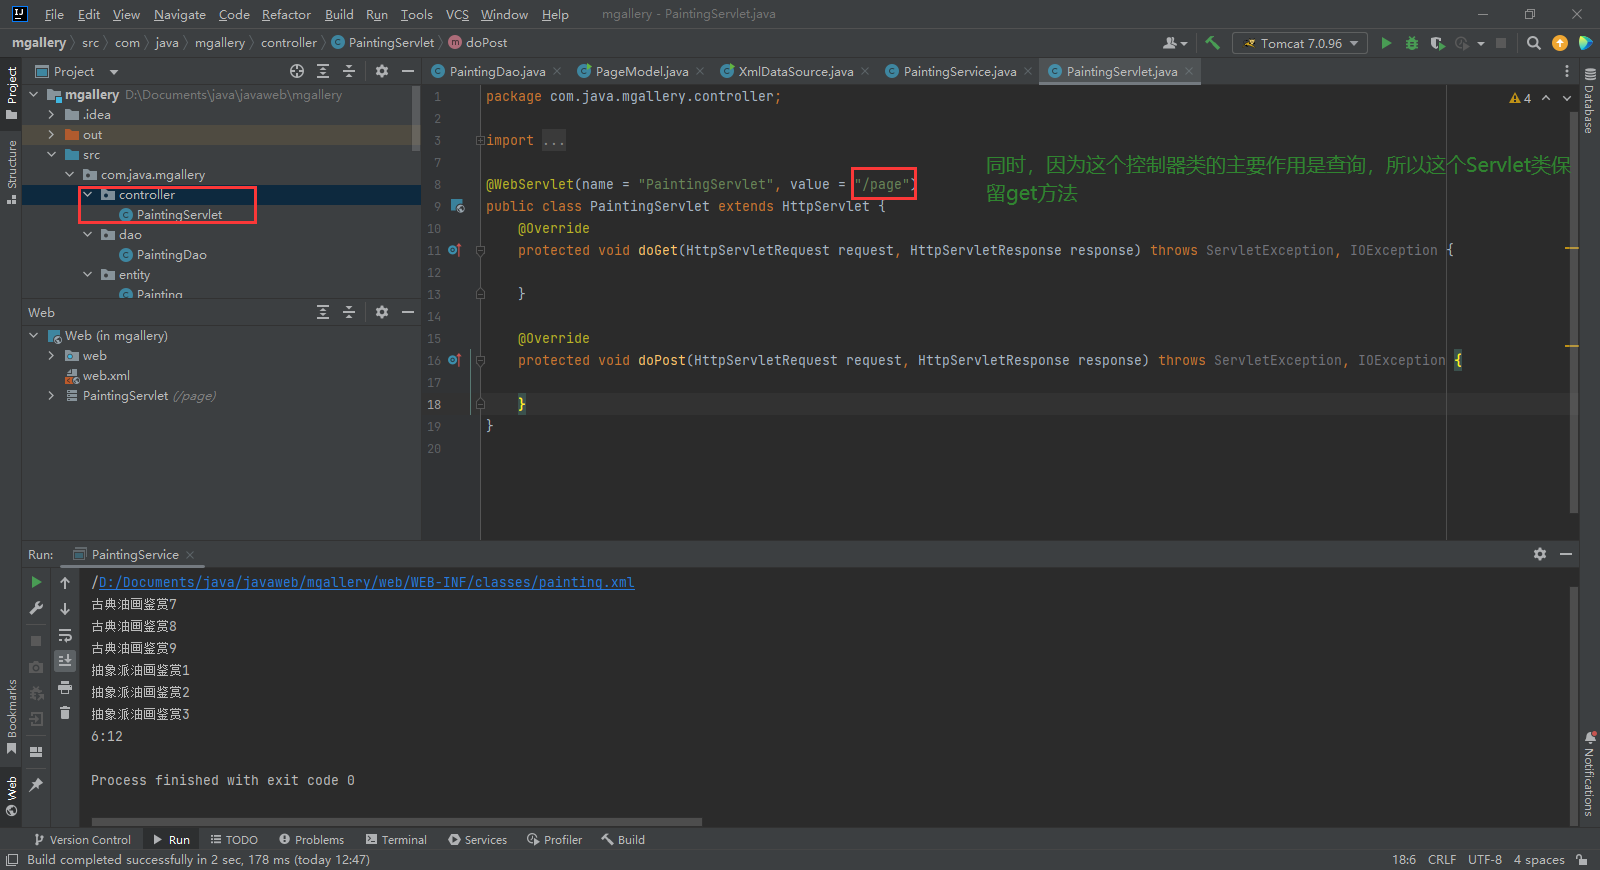 File Edit View Navigate Code Refactor Build Run Tools VCS Window Help mgallery - PaintingServlet.java
mgallery src com java mgallery controller PaintingServlet doPost Tomcat 7.0.96
Project PaintingDao.java PageModel.java XmlDataSource.java PaintingService.java PaintingServlet.java
Project
Structure
Bookmarks
Web
Database
Notifications
mgallery D:\Documents\java\javaweb\mgallery
.idea
out
src
com.java.mgallery
controller
PaintingServlet
dao
PaintingDao
entity
Painting
Web
Web (in mgallery)
web
web.xml
PaintingServlet (/page)
4
1 package com.java.mgallery.controller;
2
3 import ...
7
8 @WebServlet(name = "PaintingServlet", value = "/page")
9 public class PaintingServlet extends HttpServlet {
10 @Override
11 protected void doGet(HttpServletRequest request, HttpServletResponse response) throws ServletException, IOException {
12
13 }
14
15 @Override
16 protected void doPost(HttpServletRequest request, HttpServletResponse response) throws ServletException, IOException {
17
18 }
19 }
20
同时，因为这个控制器类的主要作用是查询，所以这个Servlet类保
留get方法
Run: PaintingService
/D:/Documents/java/javaweb/mgallery/web/WEB-INF/classes/painting.xml
古典油画鉴赏7
古典油画鉴赏8
古典油画鉴赏9
抽象派油画鉴赏1
抽象派油画鉴赏2
抽象派油画鉴赏3
6:12
Process finished with exit code 0
Version Control Run TODO Problems Terminal Services Profiler Build
Build completed successfully in 2 sec, 178 ms (today 12:47) 18:6 CRLF UTF-8 4 spaces